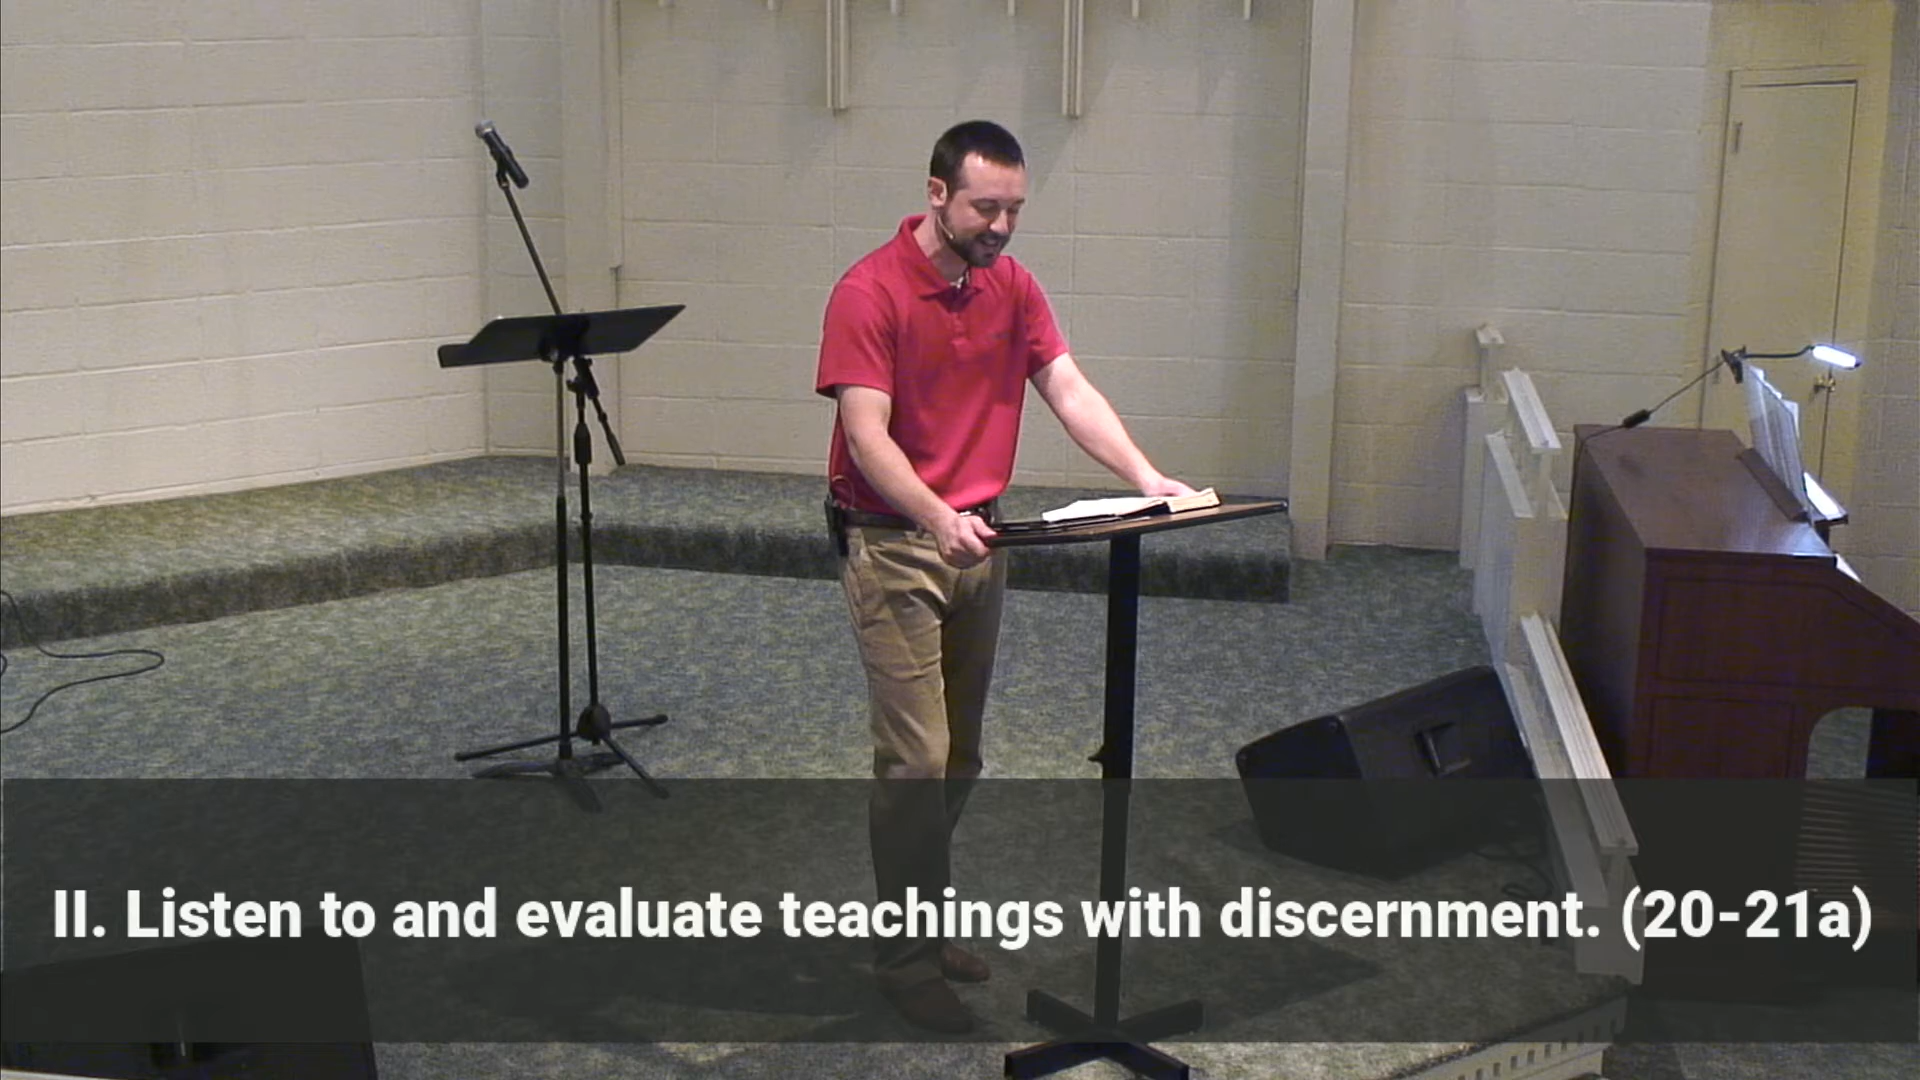 II. Listen to and evaluate teachings with discernment. (20-21a)